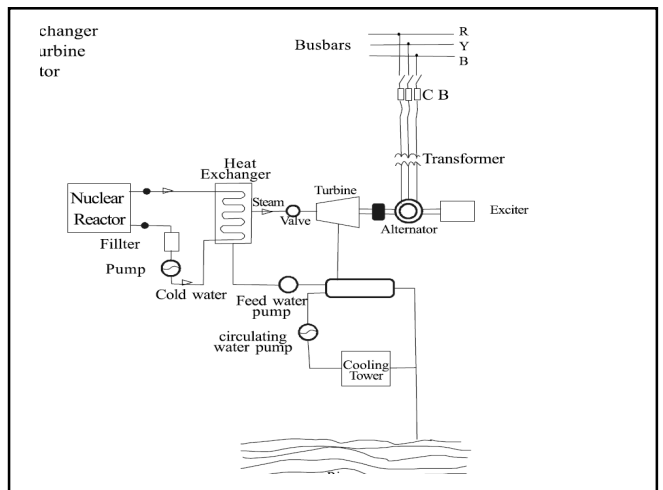 changer
urbine
tor
Busbars
R
Y
B
C B
Transformer
Heat
Exchanger
Nuclear
Reactor
Steam
Valve
Turbine
Alternator
Exciter
Fillter
Pump
Cold water
Feed water
pump
circulating
water pump
Cooling
Tower